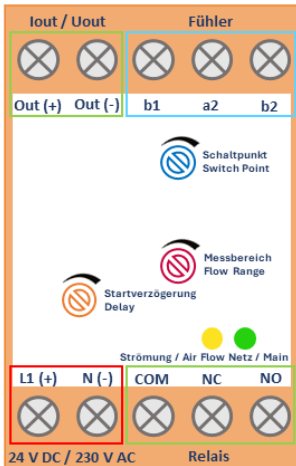 Iout / Uout Fühler
Out (+) Out (-) b1 a2 b2
Schaltpunkt
Switch Point
Messbereich
Flow Range
Startverzögerung
Delay
Strömung / Air Flow Netz / Main
L1 (+) N (-) COM NC NO
24 V DC / 230 V AC Relais